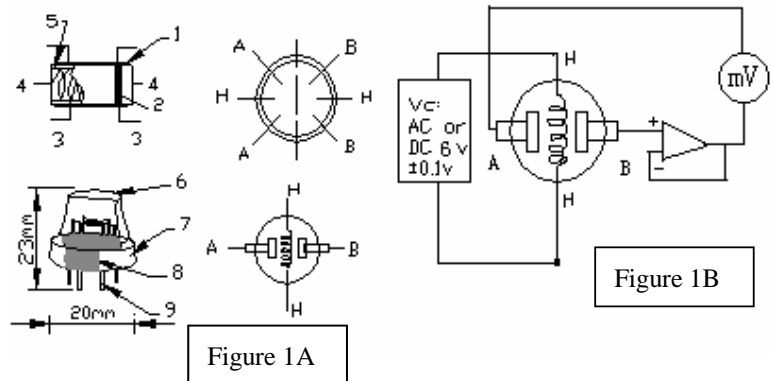 5
1
4
4
2
3
3
A
B
H
H
A
B
6
7
8
9
23mm
20mm
H
A
B
H
Figure 1A
H
Vc:
AC or
DC 6 v
±0.1v
A
B
H
+
-
mV
Figure 1B